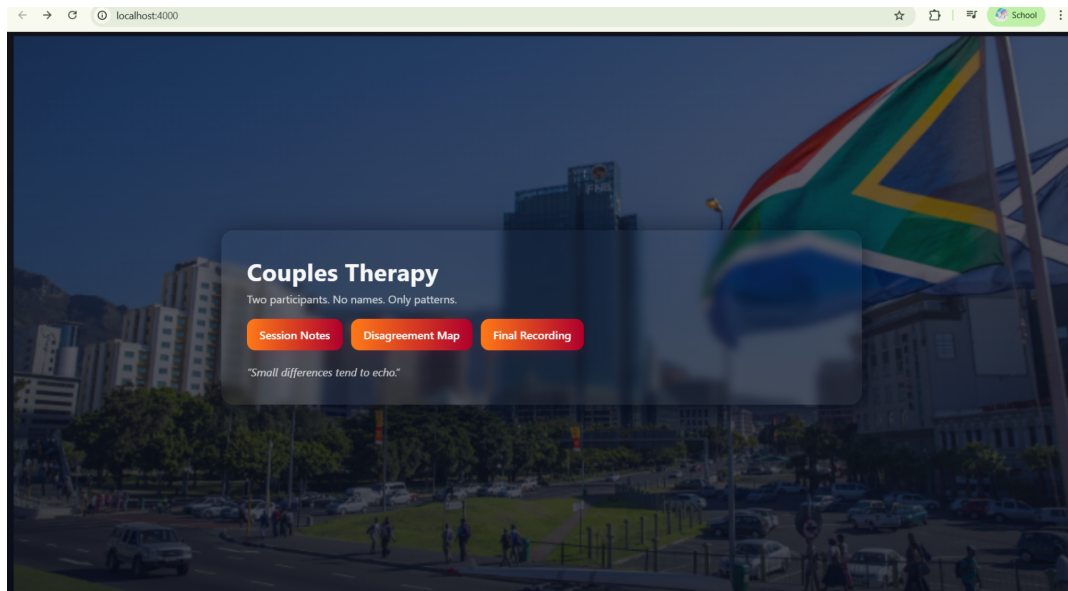 localhost:4000
School
FNB
Couples Therapy
Two participants. No names. Only patterns.
Session Notes
Disagreement Map
Final Recording
"Small differences tend to echo."